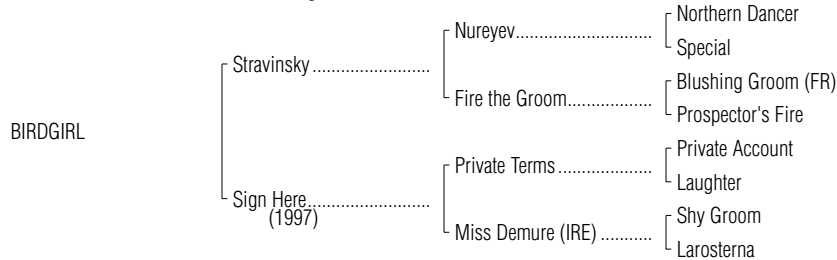 Northern Dancer
Nureyev............................
Special
Stravinsky ........................
Blushing Groom (FR)
Fire the Groom.................
Prospector's Fire
BIRDGIRL
Private Account
Private Terms ...................
Laughter
Sign Here.........................
(1997)
Shy Groom
Miss Demure (IRE) ..........
Larosterna